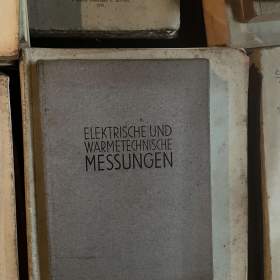 ELEKTRISCHE UND
WÄRMETECHNISCHE
MESSUNGEN